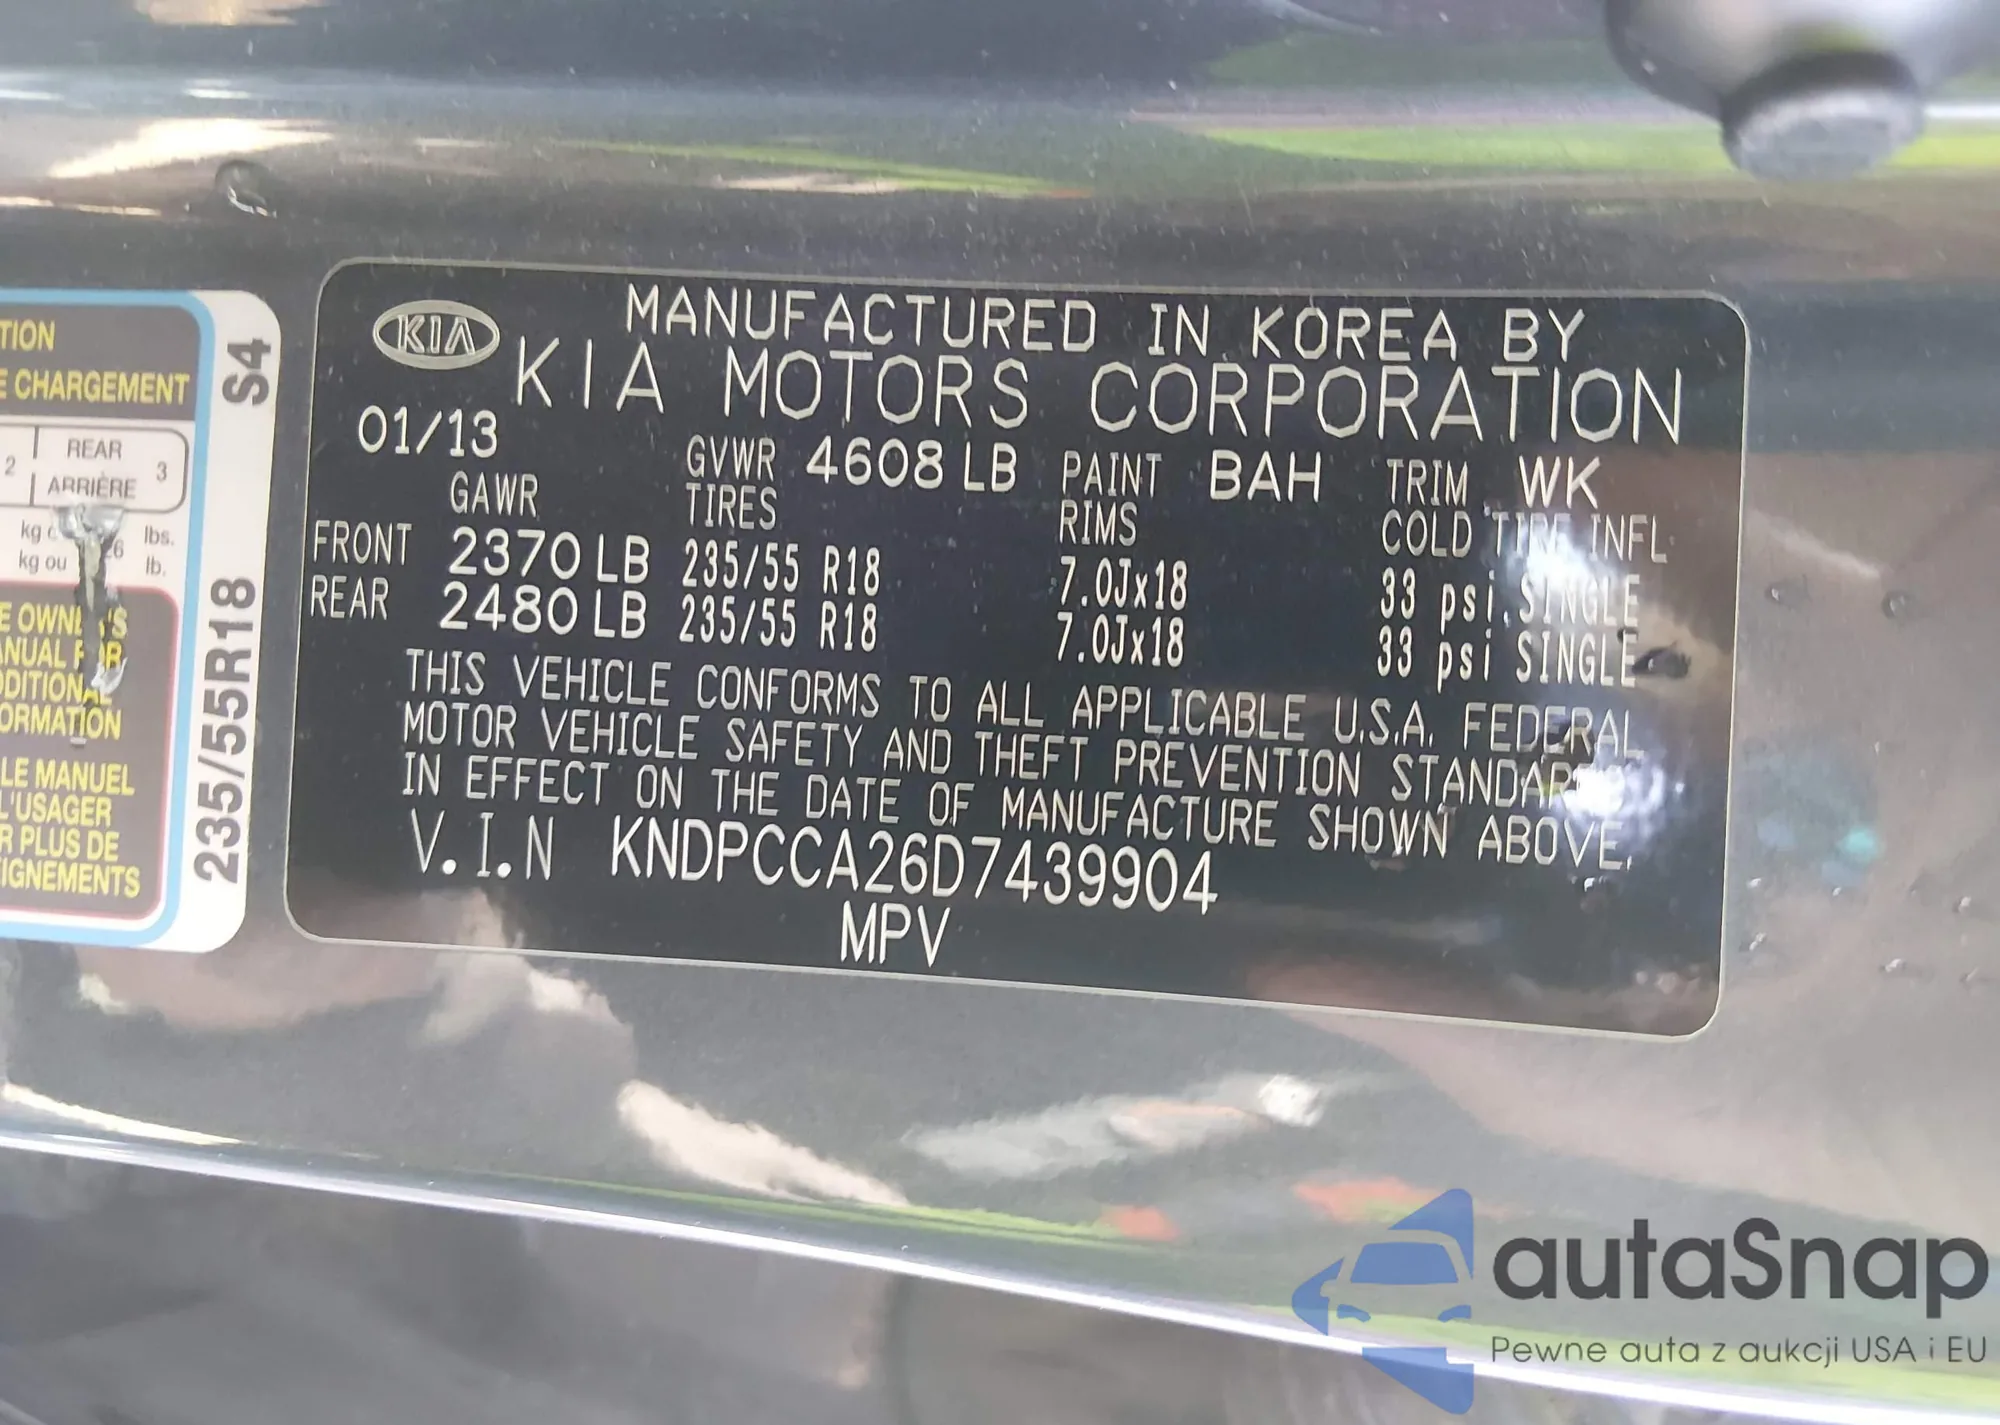 TION
E CHARGEMENT
2 REAR 3
ARRIÈRE
kg lbs.
kg ou lb.
E OWNER'S
ANUAL FOR
DDITIONAL
ORMATION
LE MANUEL
L'USAGER
R PLUS DE
EIGNEMENTS
235/55R18 S4
KIA
MANUFACTURED IN KOREA BY
KIA MOTORS CORPORATION
01/13 GVWR 4608 LB PAINT BAH TRIM WK
GAWR TIRES RIMS COLD TIRE INFL
FRONT 2370 LB 235/55 R18 7.0Jx18 33 psi, SINGLE
REAR 2480 LB 235/55 R18 7.0Jx18 33 psi SINGLE
THIS VEHICLE CONFORMS TO ALL APPLICABLE U.S.A. FEDERAL
MOTOR VEHICLE SAFETY AND THEFT PREVENTION STANDARDS
IN EFFECT ON THE DATE OF MANUFACTURE SHOWN ABOVE.
V.I.N KNDPCCA26D7439904
MPV
autaSnap
Pewne auta z aukcji USA i EU